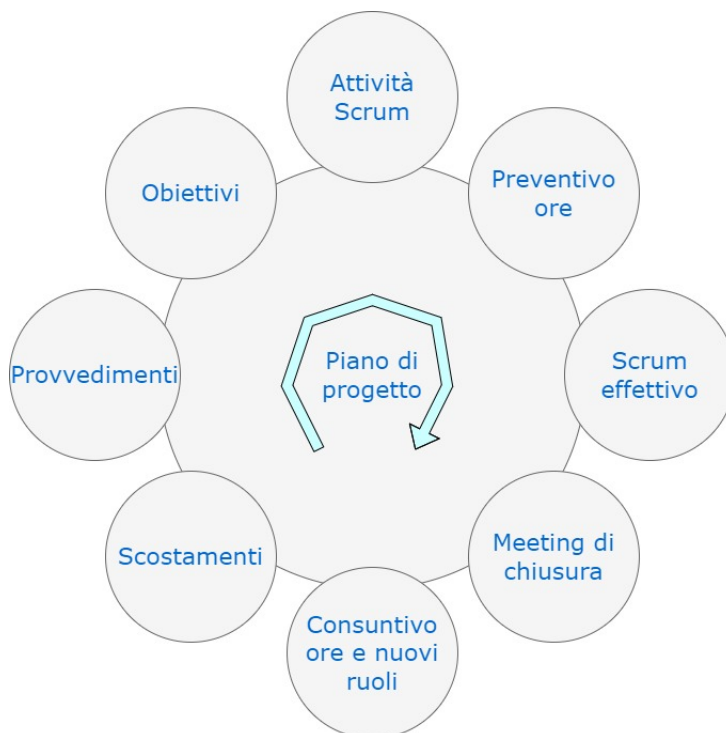 Attività
Scrum
Preventivo
ore
Scrum
effettivo
Meeting di
chiusura
Consuntivo
ore e nuovi
ruoli
Scostamenti
Provvedimenti
Obiettivi
Piano di
progetto